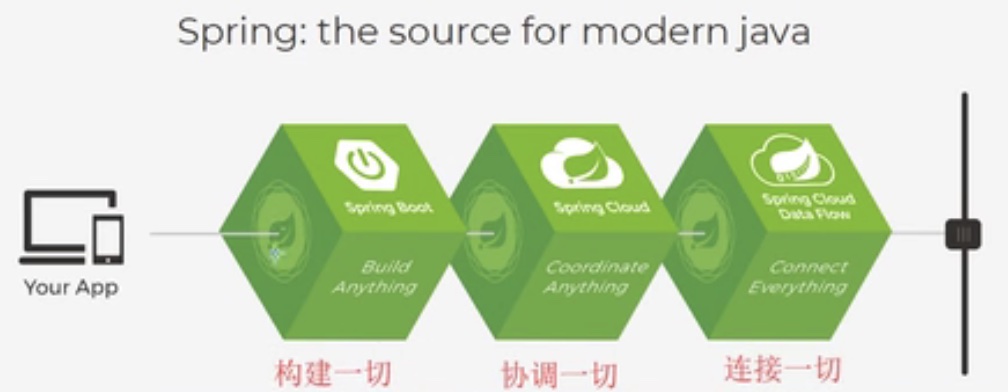 Spring: the source for modern java
Your App
Spring Boot
Build
Anything
构建一切
Spring Cloud
Coordinate
Anything
协调一切
Spring Cloud
Data Flow
Connect
Everything
连接一切